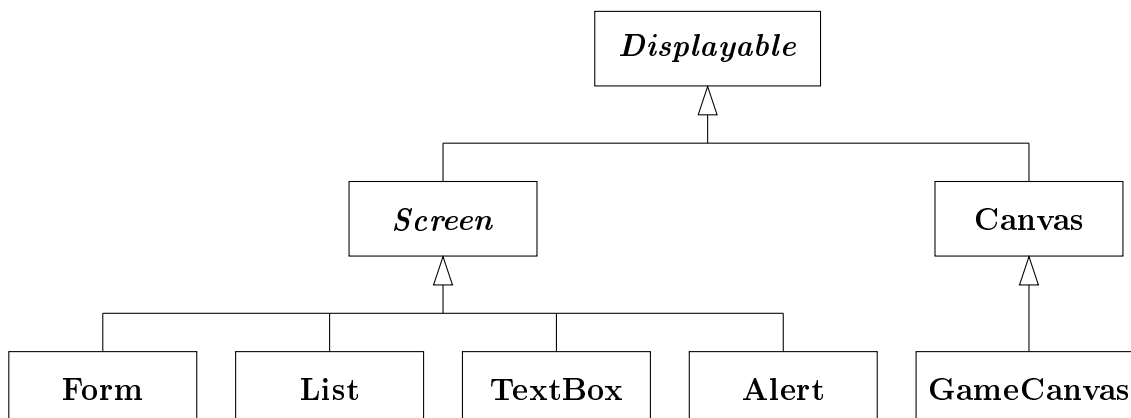 Displayable
Screen
Canvas
Form
List
TextBox
Alert
GameCanvas